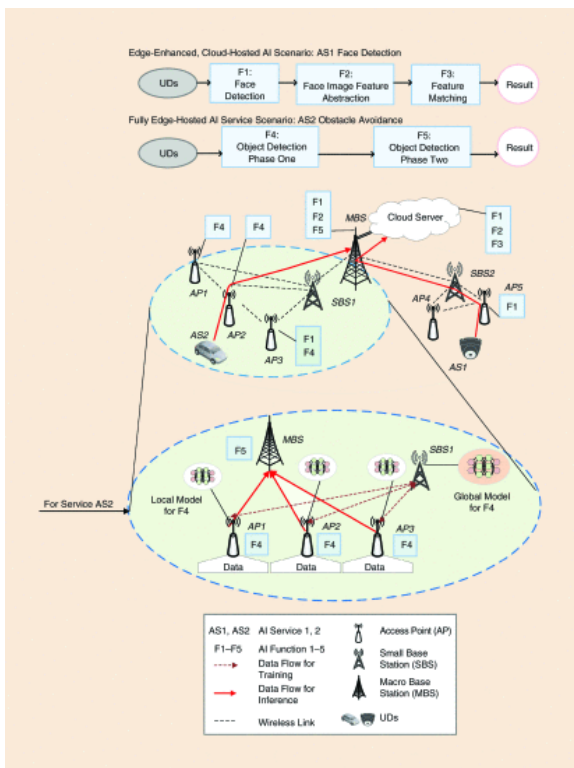 Edge-Enhanced, Cloud-Hosted AI Scenario: AS1 Face Detection
UDs
F1:
Face
Detection
F2:
Face Image Feature
Abstraction
F3:
Feature
Matching
Result
Fully Edge-Hosted AI Service Scenario: AS2 Obstacle Avoidance
UDs
F4:
Object Detection
Phase One
F5:
Object Detection
Phase Two
Result
F4
F4
F1
F2
F5
MBS
Cloud Server
F1
F2
F3
AP1
AP2
SBS1
AS2
AP3
F1
F4
SBS2
AP4
AP5
F1
AS1
For Service AS2
F5
MBS
SBS1
Local Model
for F4
Global Model
for F4
AP1
F4
AP2
F4
AP3
F4
Data
Data
Data
AS1, AS2 AI Service 1, 2
F1–F5 AI Function 1–5
Data Flow for
Training
Data Flow for
Inference
Wireless Link
Access Point (AP)
Small Base
Station (SBS)
Macro Base
Station (MBS)
UDs